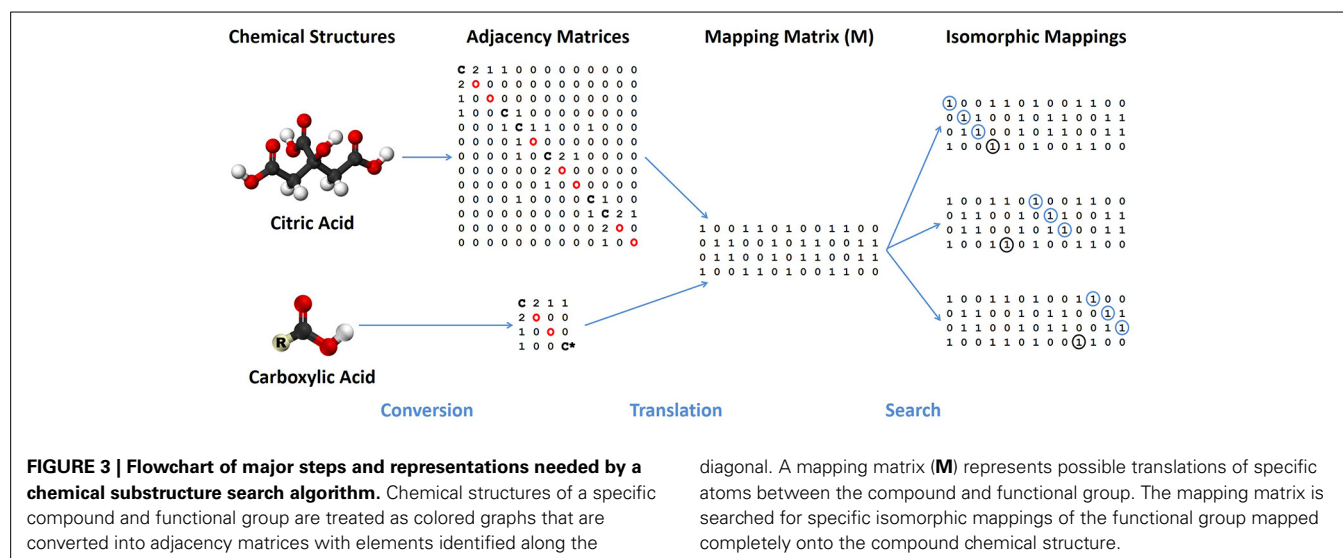 Chemical Structures
Adjacency Matrices
Mapping Matrix (M)
Isomorphic Mappings
C 2 1 1 0 0 0 0 0 0 0 0 0
2 O 0 0 0 0 0 0 0 0 0 0 0
1 0 O 0 0 0 0 0 0 0 0 0 0
1 0 0 C 1 0 0 0 0 0 0 0 0
0 0 0 1 C 1 1 0 0 1 0 0 0
0 0 0 0 1 O 0 0 0 0 0 0 0
0 0 0 0 1 0 C 2 1 0 0 0 0
0 0 0 0 0 0 2 O 0 0 0 0 0
0 0 0 0 0 0 1 0 O 0 0 0 0
0 0 0 0 1 0 0 0 0 C 1 0 0
0 0 0 0 0 0 0 0 0 1 C 2 1
0 0 0 0 0 0 0 0 0 0 2 O 0
0 0 0 0 0 0 0 0 0 0 1 0 O
Citric Acid
C 2 1 1
2 O 0 0
1 0 O 0
1 0 0 C*
R
Carboxylic Acid
1 0 0 1 1 0 1 0 0 1 1 0 0
0 1 1 0 0 1 0 1 1 0 0 1 1
0 1 1 0 0 1 0 1 1 0 0 1 1
1 0 0 1 1 0 1 0 0 1 1 0 0
1 0 0 1 1 0 1 0 0 1 1 0 0
0 1 1 0 0 1 0 1 1 0 0 1 1
0 1 1 0 0 1 0 1 1 0 0 1 1
1 0 0 1 1 0 1 0 0 1 1 0 0
1 0 0 1 1 0 1 0 0 1 1 0 0
0 1 1 0 0 1 0 1 1 0 0 1 1
0 1 1 0 0 1 0 1 1 0 0 1 1
1 0 0 1 1 0 1 0 0 1 1 0 0
1 0 0 1 1 0 1 0 0 1 1 0 0
0 1 1 0 0 1 0 1 1 0 0 1 1
0 1 1 0 0 1 0 1 1 0 0 1 1
1 0 0 1 1 0 1 0 0 1 1 0 0
Conversion
Translation
Search
FIGURE 3 | Flowchart of major steps and representations needed by a
chemical substructure search algorithm. Chemical structures of a specific
compound and functional group are treated as colored graphs that are
converted into adjacency matrices with elements identified along the
diagonal. A mapping matrix (M) represents possible translations of specific
atoms between the compound and functional group. The mapping matrix is
searched for specific isomorphic mappings of the functional group mapped
completely onto the compound chemical structure.